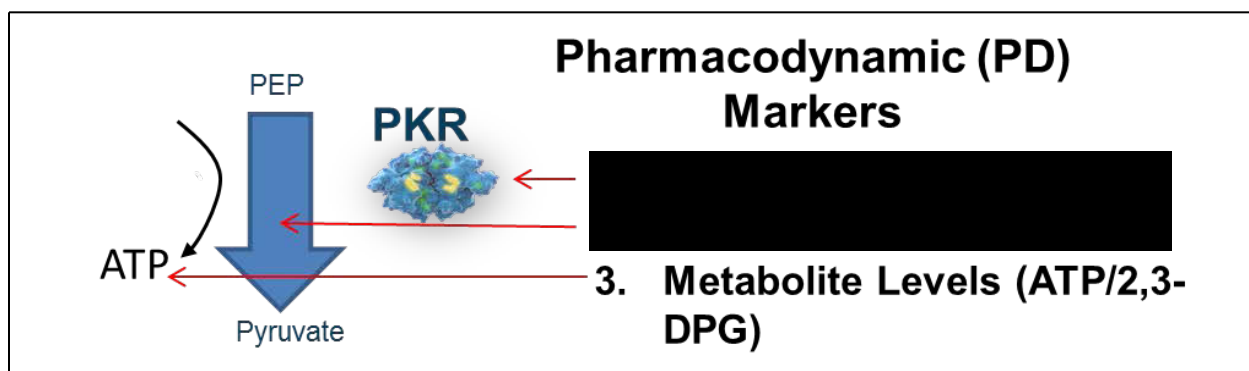 Pharmacodynamic (PD)
Markers
PEP
PKR
ATP
3. Metabolite Levels (ATP/2,3-
DPG)
Pyruvate